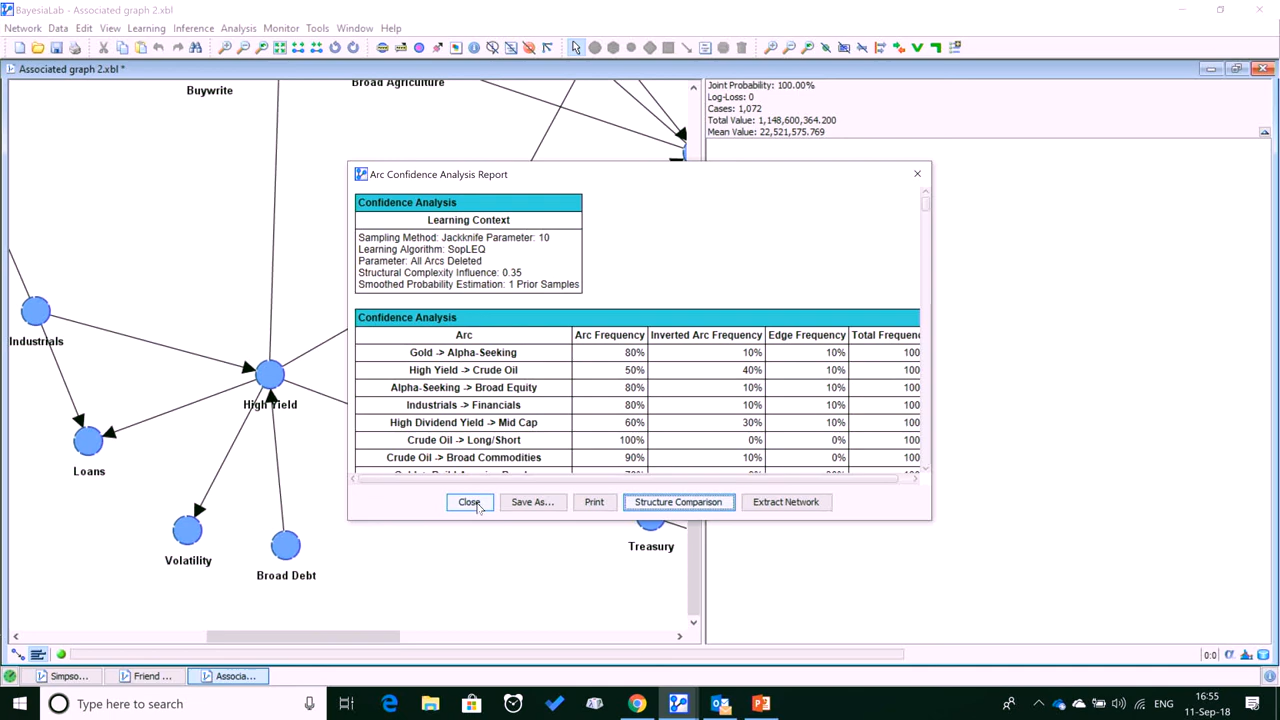 BayesiaLab - Associated graph 2.xbl
Network Data Edit View Learning Inference Analysis Monitor Tools Window Help
Associated graph 2.xbl *
Buywrite
Broad Agriculture
Joint Probability: 100.00%
Log-Loss: 0
Cases: 1,072
Total Value: 1,148,600,364.200
Mean Value: 22,521,575.769
Arc Confidence Analysis Report
Confidence Analysis
Learning Context
Sampling Method: Jackknife Parameter: 10
Learning Algorithm: SopLEQ
Parameter: All Arcs Deleted
Structural Complexity Influence: 0.35
Smoothed Probability Estimation: 1 Prior Samples
Confidence Analysis
Arc Arc Frequency Inverted Arc Frequency Edge Frequency Total Frequenc
Gold -> Alpha-Seeking 80% 10% 10% 100
High Yield -> Crude Oil 50% 40% 10% 100
Alpha-Seeking -> Broad Equity 80% 10% 10% 100
Industrials -> Financials 80% 10% 10% 100
High Dividend Yield -> Mid Cap 60% 30% 10% 100
Crude Oil -> Long/Short 100% 0% 0% 100
Crude Oil -> Broad Commodities 90% 10% 0% 100
Close Save As... Print Structure Comparison Extract Network
Industrials
High Yield
Loans
Volatility
Broad Debt
Treasury
0:0
Simpso... Friend ... Associa...
Type here to search
ENG
16:55
11-Sep-18